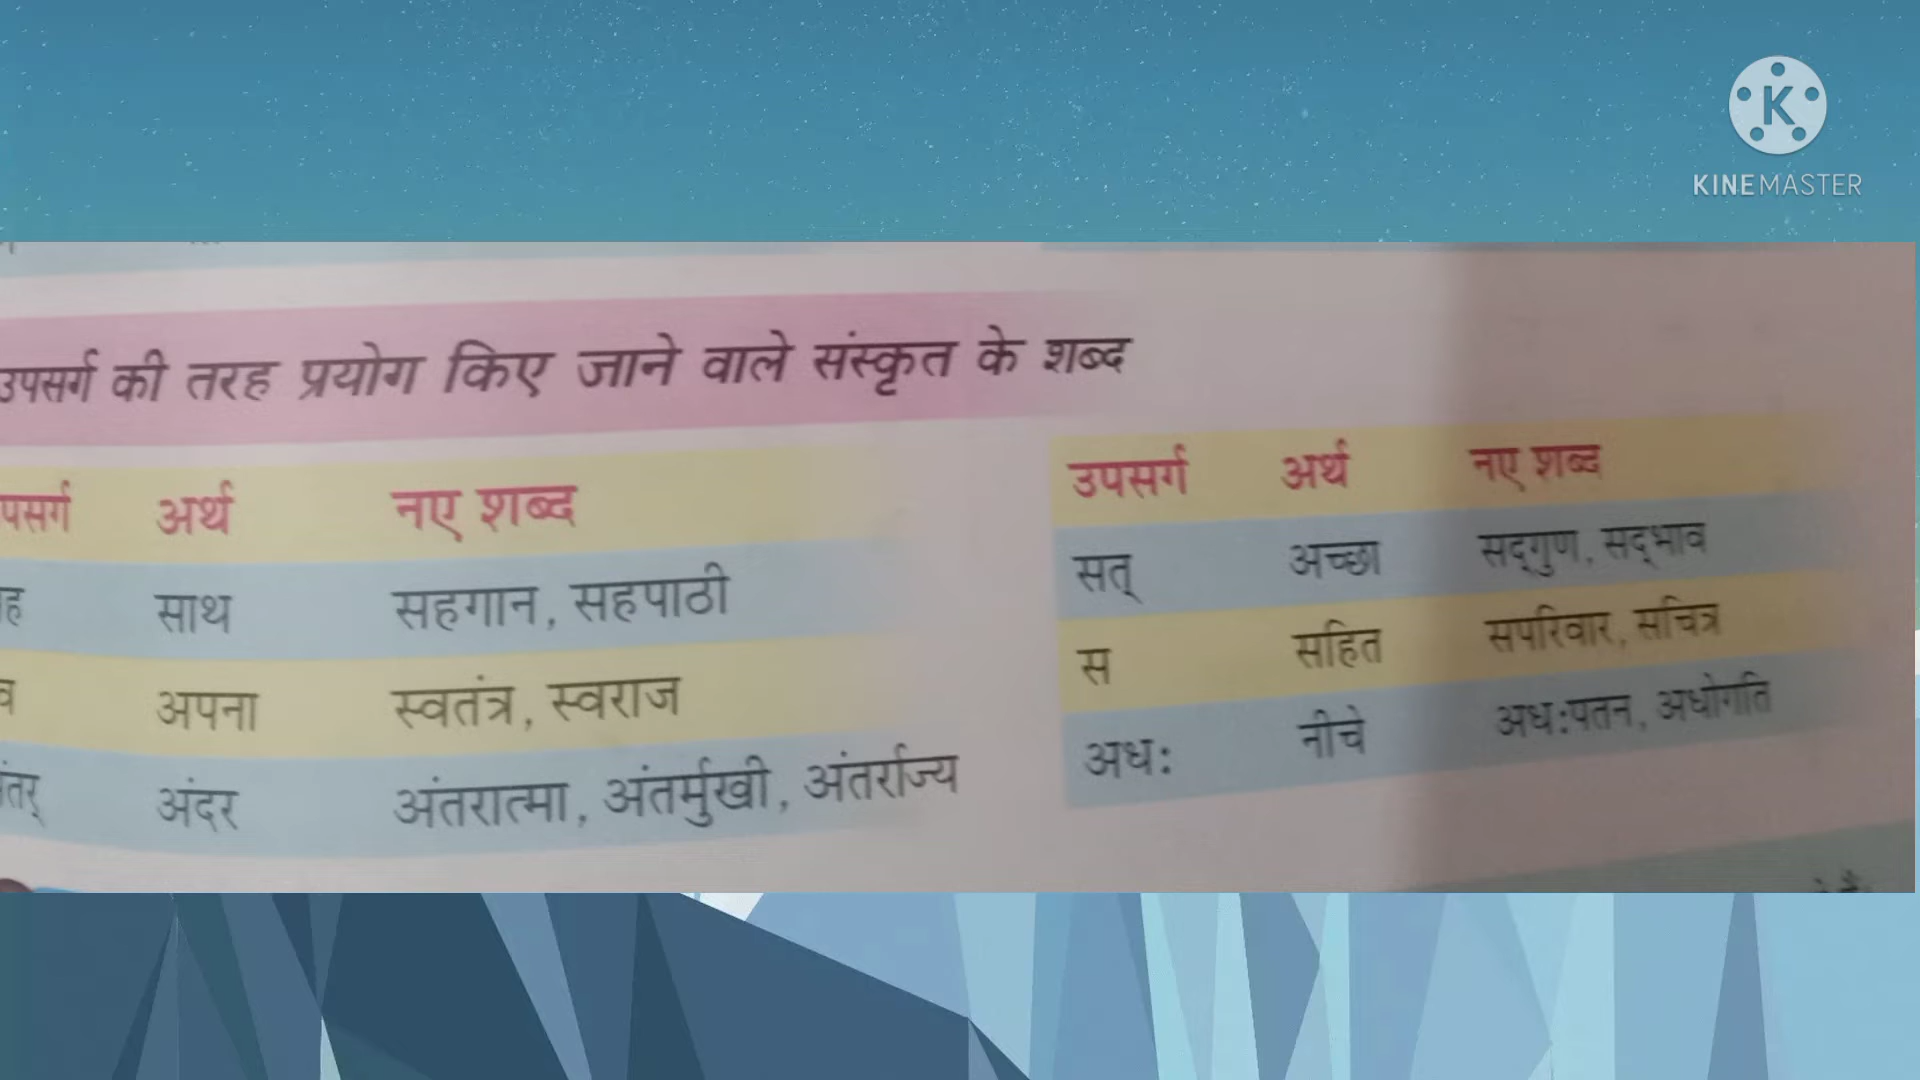 KINEMASTER
उपसर्ग की तरह प्रयोग किए जाने वाले संस्कृत के शब्द
अर्थ नए शब्द
साथ सहगान, सहपाठी
अपना स्वतंत्र, स्वराज
अंदर अंतरात्मा, अंतर्मुखी, अंतर्राज्य
उपसर्ग अर्थ नए शब्द
सत् अच्छा सद्‌गुण, सद्‌भाव
स सहित सपरिवार, सचित्र
अधः नीचे अधःपतन, अधोगति